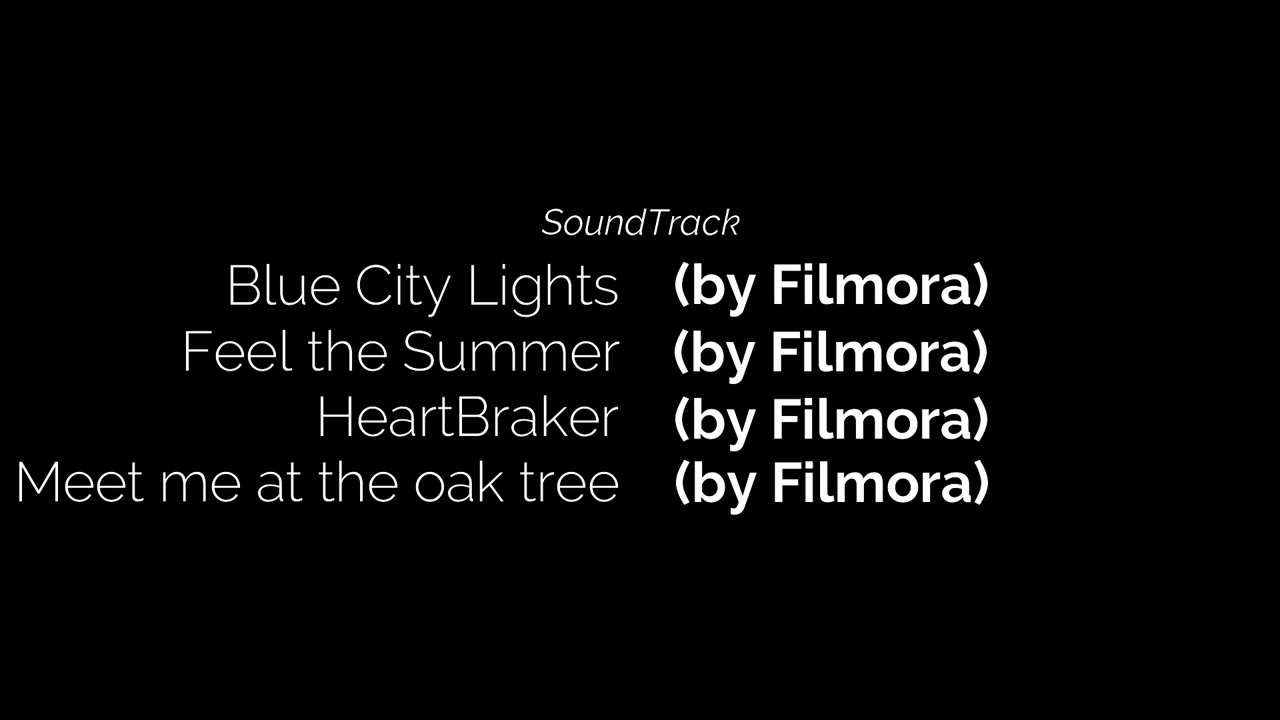 SoundTrack
Blue City Lights (by Filmora)
Feel the Summer (by Filmora)
HeartBraker (by Filmora)
Meet me at the oak tree (by Filmora)